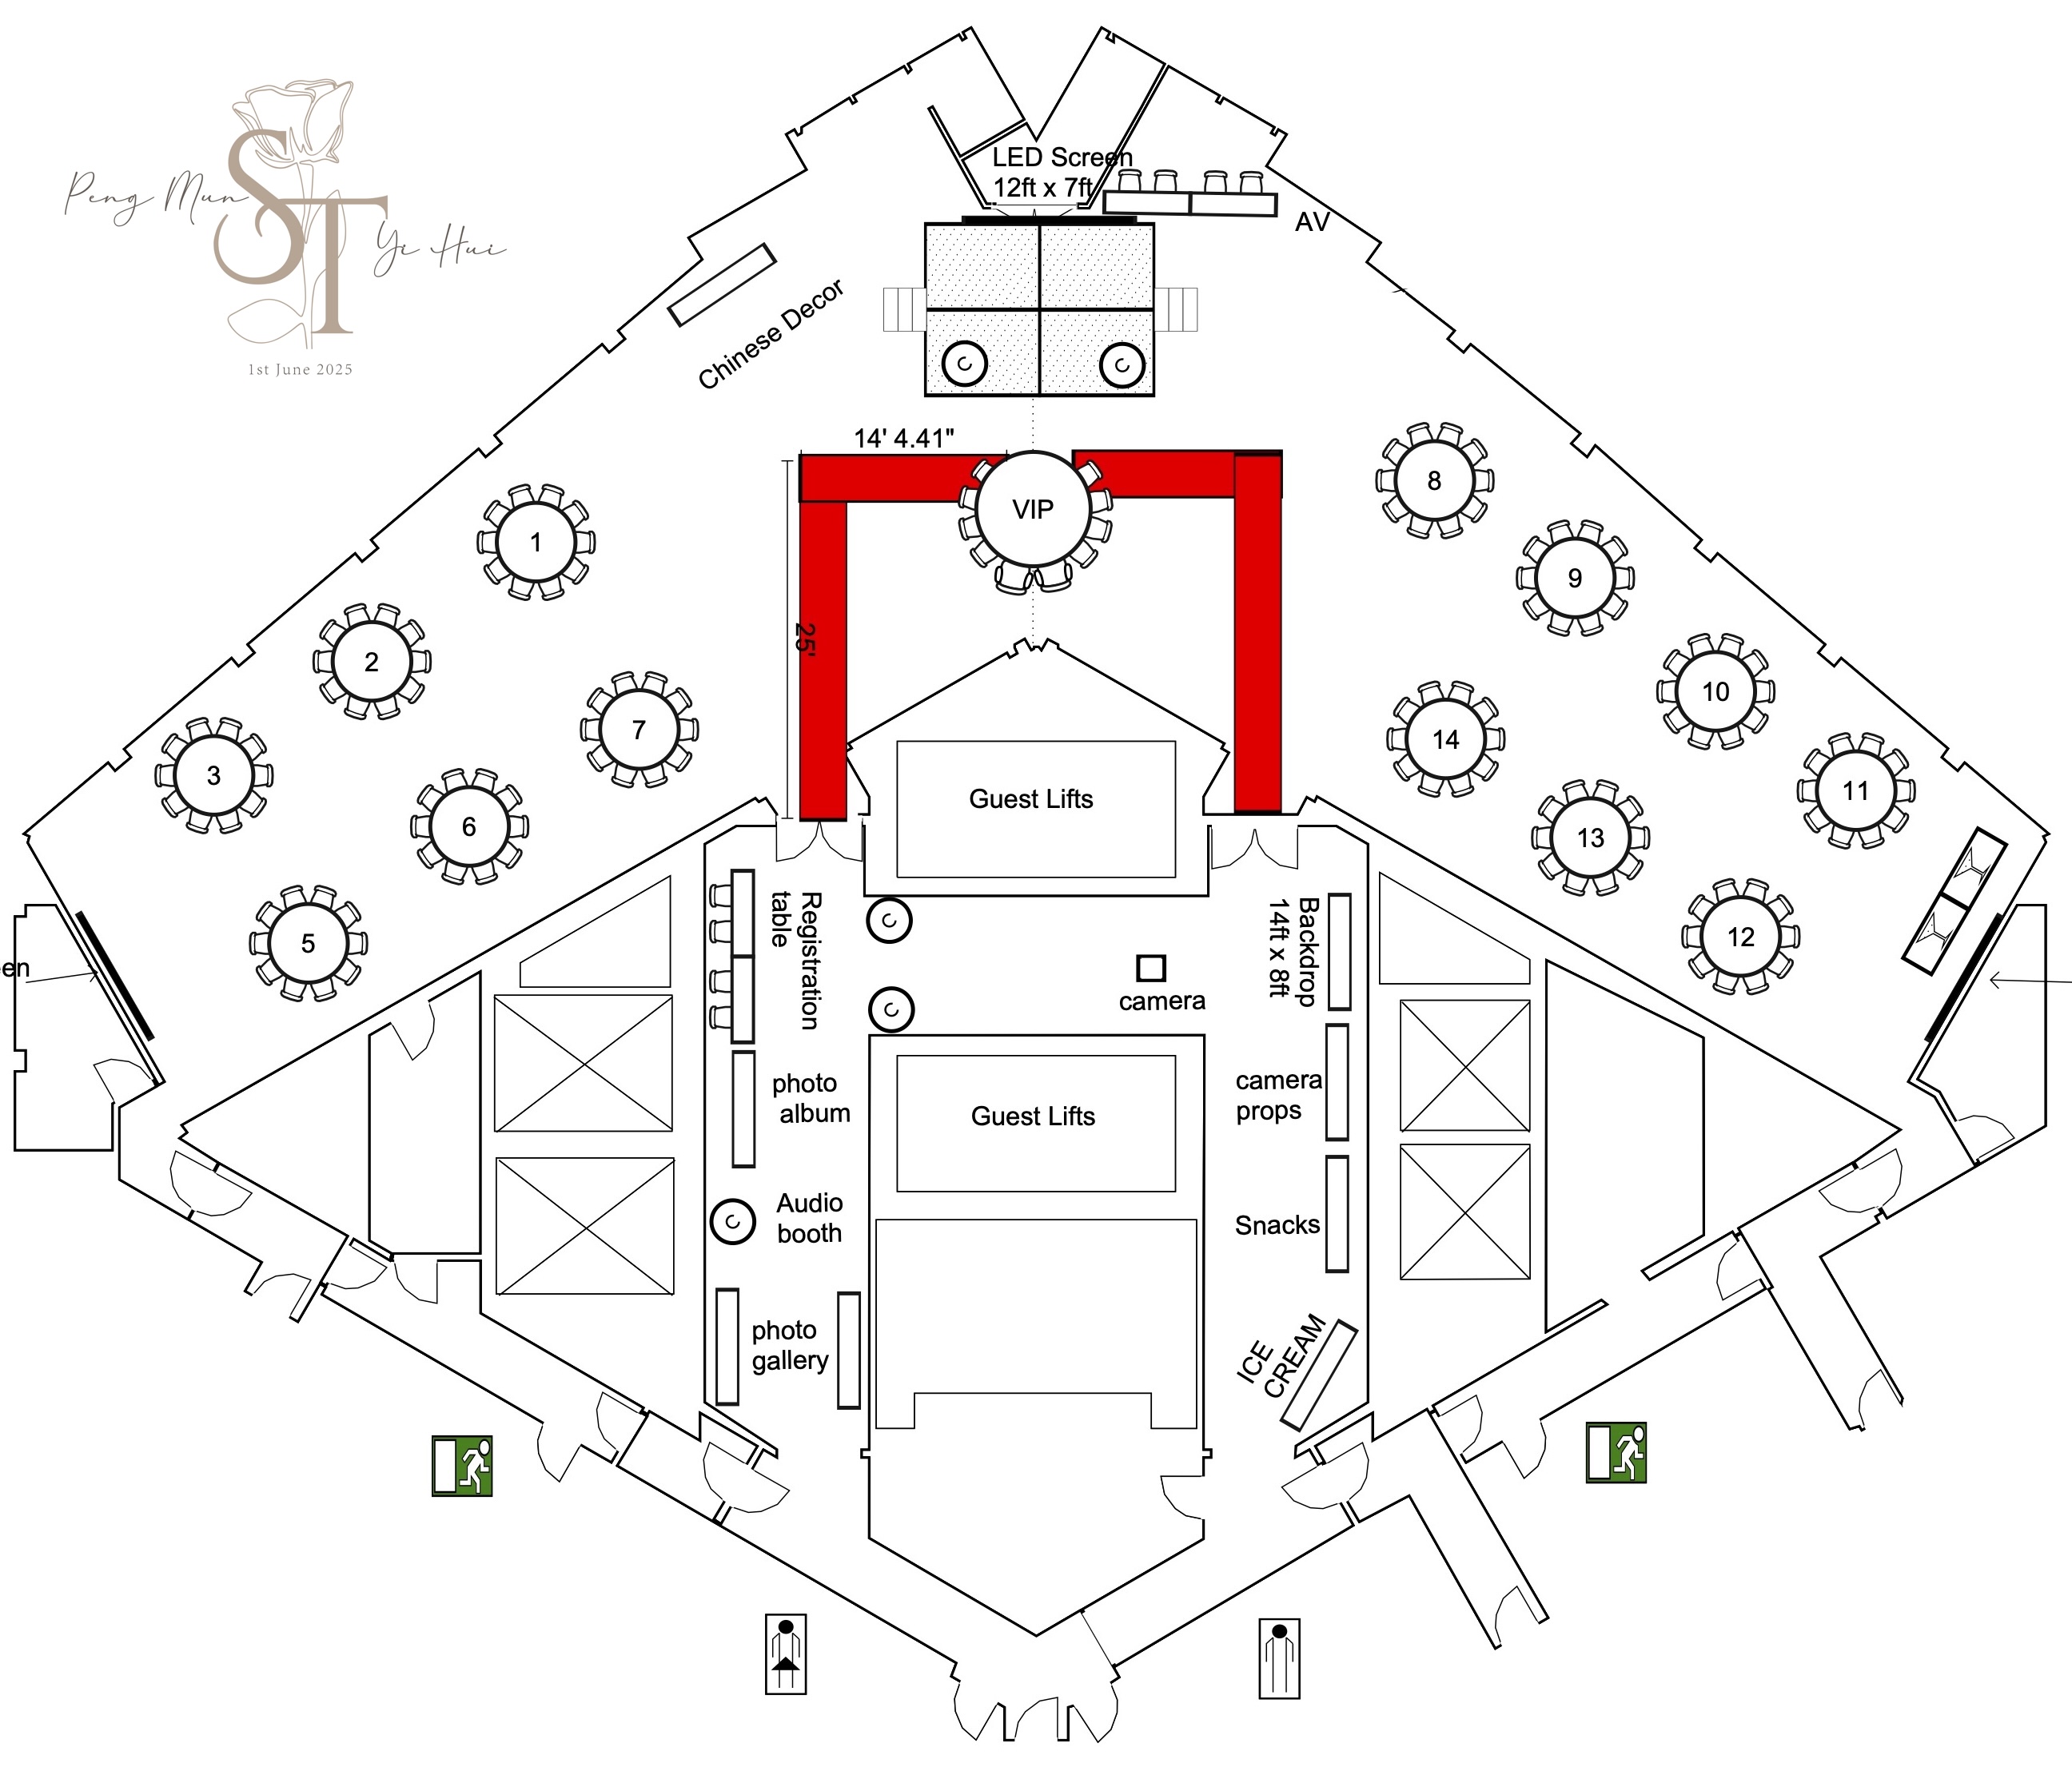 Peng Mun
ST
Yi Hui
1st June 2025
LED Screen
12ft x 7ft
AV
Chinese Decor
C
C
14' 4.41"
VIP
25'
1
2
3
5
6
7
8
9
10
11
12
13
14
Guest Lifts
Registration
table
C
C
camera
Backdrop
14ft x 8ft
en
photo
album
Guest Lifts
camera
props
C
Audio
booth
Snacks
photo
gallery
ICE
CREAM